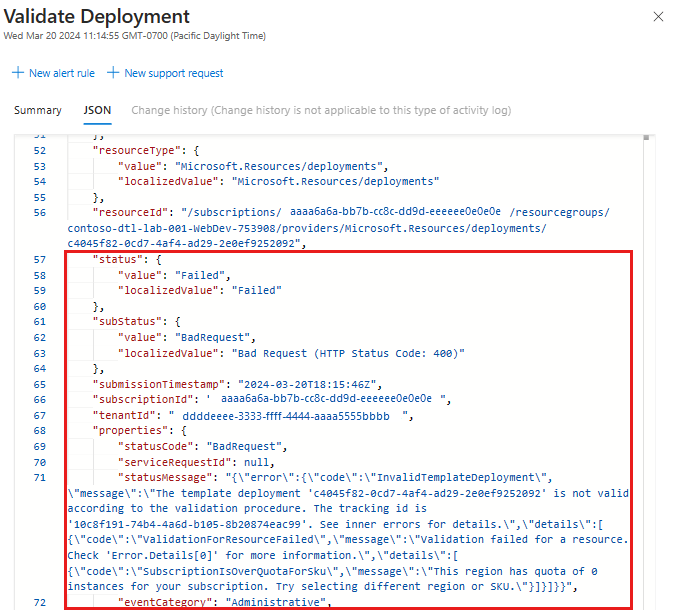 Validate Deployment
Wed Mar 20 2024 11:14:55 GMT-0700 (Pacific Daylight Time)
New alert rule New support request
Summary JSON Change history (Change history is not applicable to this type of activity log)
51 },
52 "resourceType": {
53 "value": "Microsoft.Resources/deployments",
54 "localizedValue": "Microsoft.Resources/deployments"
55 },
56 "resourceId": "/subscriptions/ aaaa6a6a-bb7b-cc8c-dd9d-eeeeee0e0e0e /resourcegroups/
contoso-dtl-lab-001-WebDev-753908/providers/Microsoft.Resources/deployments/
c4045f82-0cd7-4af4-ad29-2e0ef9252092",
57 "status": {
58 "value": "Failed",
59 "localizedValue": "Failed"
60 },
61 "subStatus": {
62 "value": "BadRequest",
63 "localizedValue": "Bad Request (HTTP Status Code: 400)"
64 },
65 "submissionTimestamp": "2024-03-20T18:15:46Z",
66 "subscriptionId": ' aaaa6a6a-bb7b-cc8c-dd9d-eeeeee0e0e0e ",
67 "tenantId": " ddddeeee-3333-ffff-4444-aaaa5555bbbb ",
68 "properties": {
69 "statusCode": "BadRequest",
70 "serviceRequestId": null,
71 "statusMessage": "{\"error\":{\"code\":\"InvalidTemplateDeployment\",
\"message\":\"The template deployment 'c4045f82-0cd7-4af4-ad29-2e0ef9252092' is not valid
according to the validation procedure. The tracking id is
'10c8f191-74b4-4a6d-b105-8b20874eac99'. See inner errors for details.\",\"details\":[
{\"code\":\"ValidationForResourceFailed\",\"message\":\"Validation failed for a resource.
Check 'Error.Details[0]' for more information.\",\"details\":[
{\"code\":\"SubscriptionIsOverQuotaForSku\",\"message\":\"This region has quota of 0
instances for your subscription. Try selecting different region or SKU.\"}]}]}}",
72 "eventCategory": "Administrative",